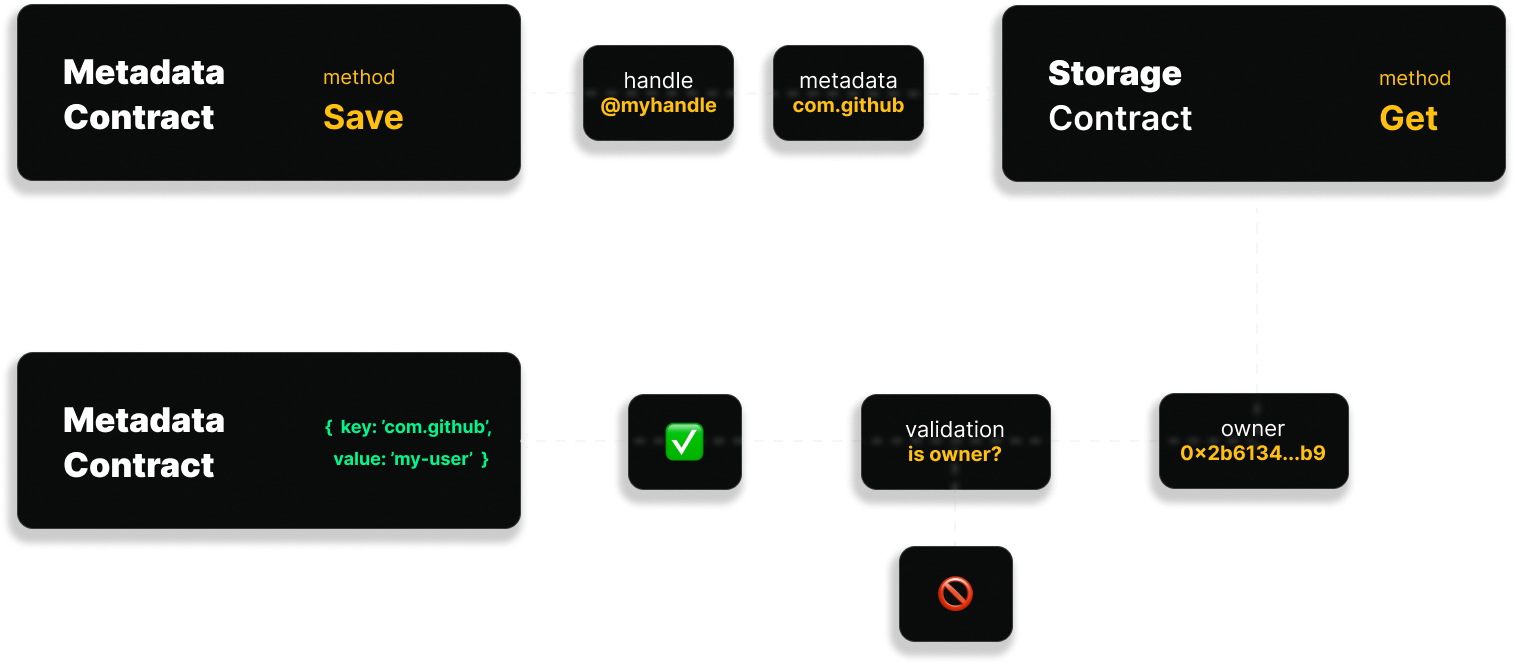 Metadata
Contract
method
Save
handle
@myhandle
metadata
com.github
Storage
Contract
method
Get
Metadata
Contract
{ key: ’com.github’,
value: ’my-user’ }
validation
is owner?
owner
0×2b6134...b9